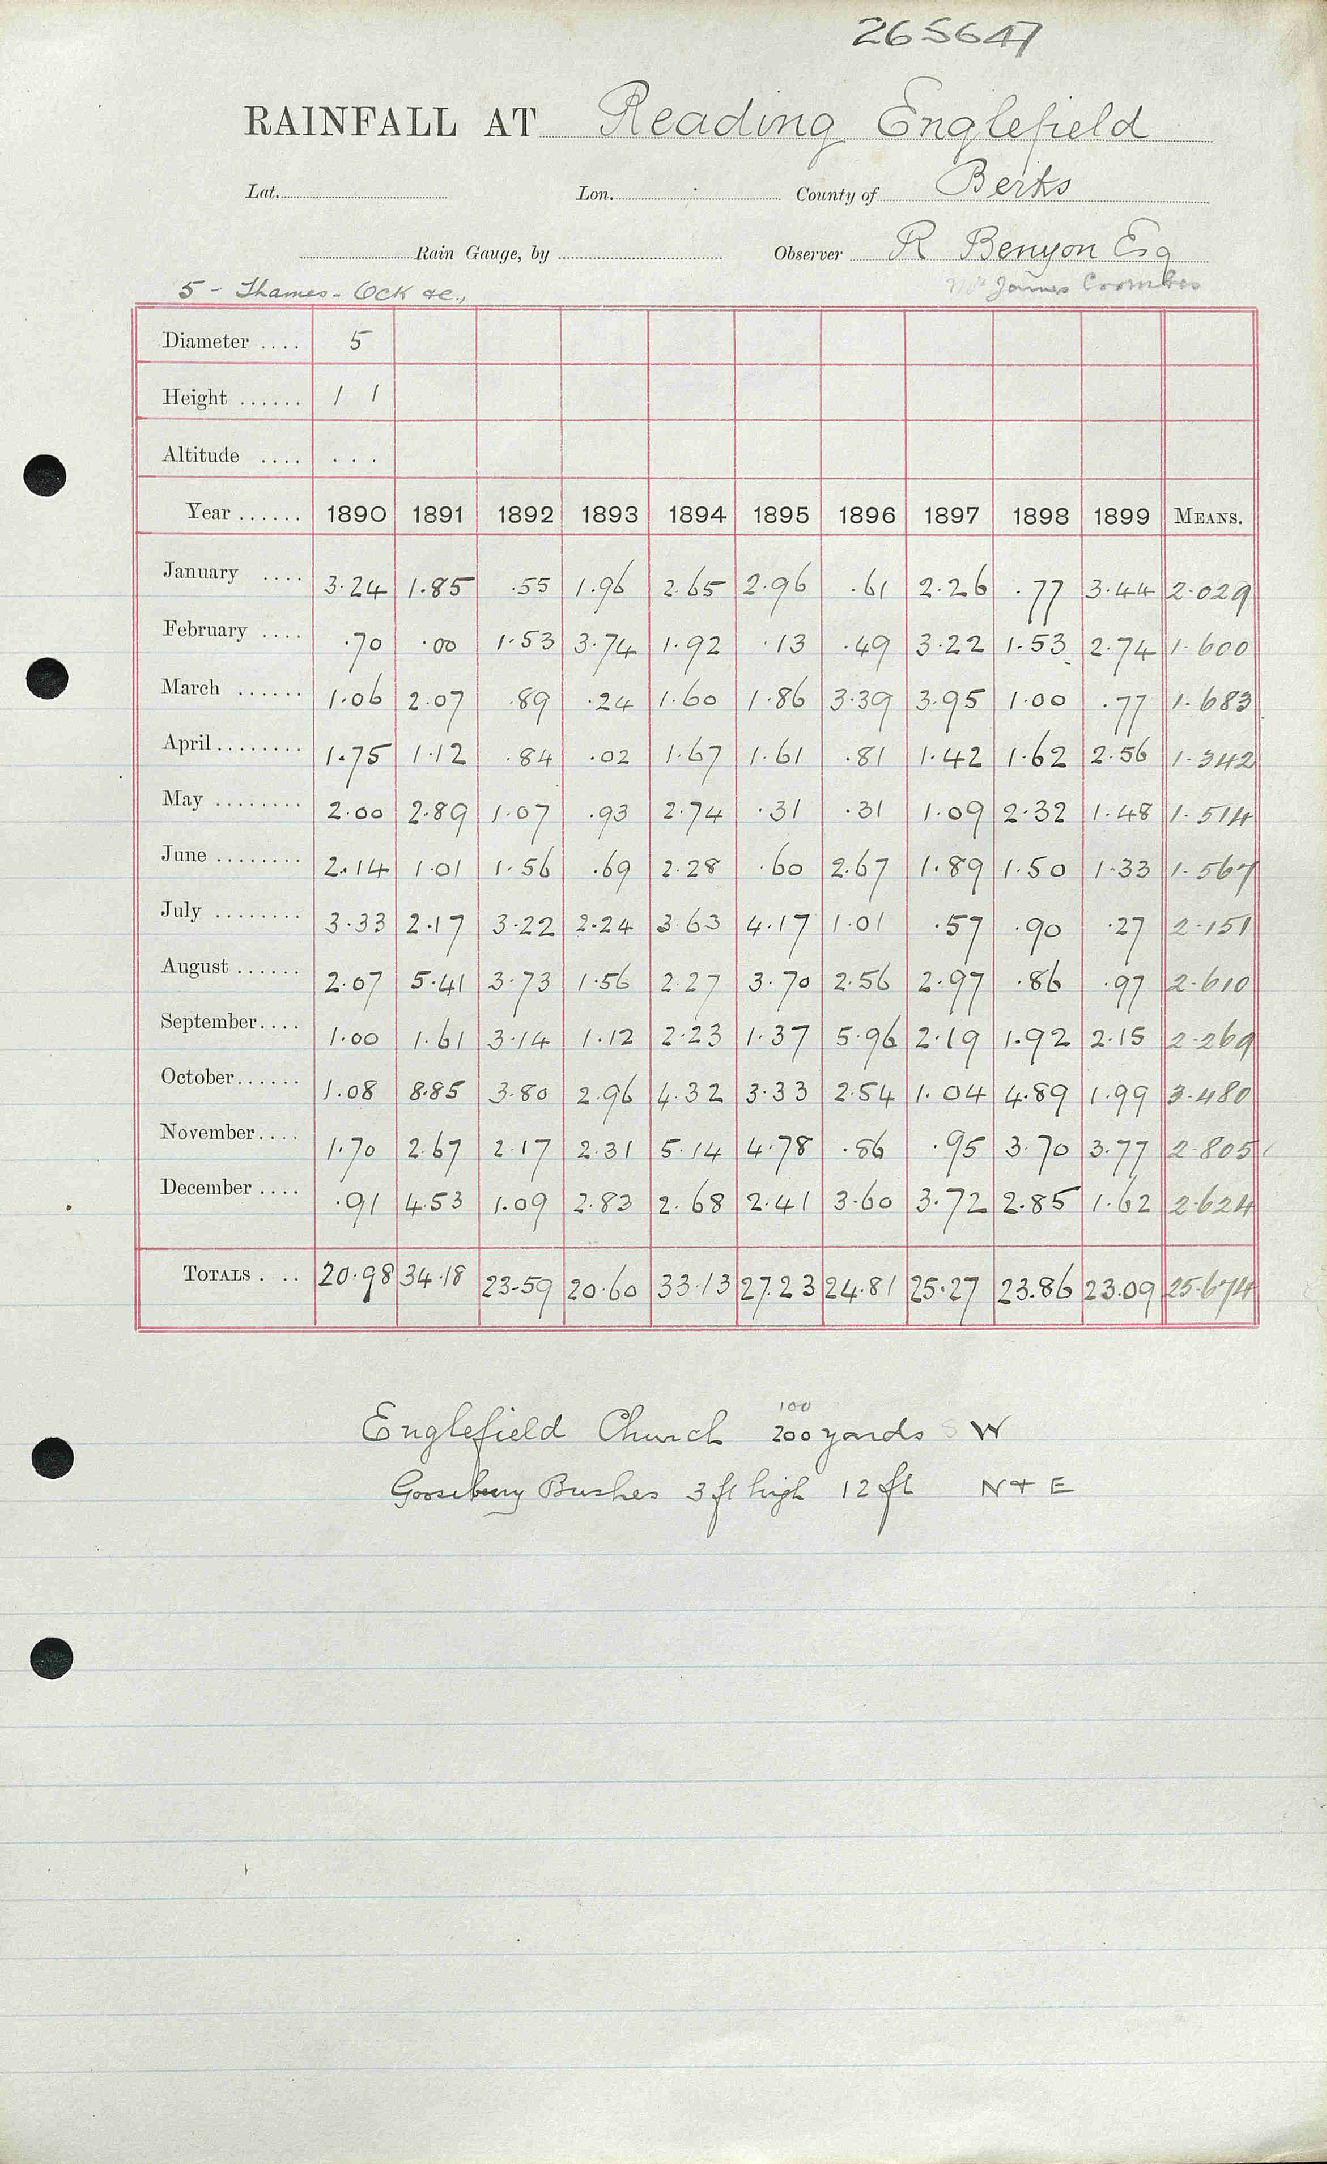 265647
RAINFALL AT Reading Englefield
Lat. Lon. County of Berks
Rain Gauge, by Observer R Benyon Esq
5 - Thames - Ock &c., James Coombes
Diameter .... 5
Height ...... 1 1
Altitude .... ...
Year ...... 1890 1891 1892 1893 1894 1895 1896 1897 1898 1899 MEANS.
January .... 3.24 1.85 .55 1.96 2.65 2.96 .61 2.26 .77 3.44 2.029
February .... .70 .00 1.53 3.74 1.92 .13 .49 3.22 1.53 2.74 1.600
March ...... 1.06 2.07 .89 .24 1.60 1.86 3.39 3.95 1.00 .77 1.683
April ........ 1.75 1.12 .84 .02 1.67 1.61 .81 1.42 1.62 2.56 1.342
May ........ 2.00 2.89 1.07 .93 2.74 .31 .31 1.09 2.32 1.48 1.514
June ........ 2.14 1.01 1.56 .69 2.28 .60 2.67 1.89 1.50 1.33 1.567
July ........ 3.33 2.17 3.22 2.24 3.63 4.17 1.01 .57 .90 .27 2.151
August ...... 2.07 5.41 3.73 1.56 2.27 3.70 2.56 2.97 .86 .97 2.610
September .... 1.00 1.61 3.14 1.12 2.23 1.37 5.96 2.19 1.92 2.15 2.269
October ...... 1.08 8.85 3.80 2.96 4.32 3.33 2.54 1.04 4.89 1.99 3.480
November .... 1.70 2.67 2.17 2.31 5.14 4.78 .86 .95 3.70 3.77 2.805
December .... .91 4.53 1.09 2.83 2.68 2.41 3.60 3.72 2.85 1.62 2.624
TOTALS . .. 20.98 34.18 23.59 20.60 33.13 27.23 24.81 25.27 23.86 23.09 25.674
100
Englefield Church 200 yards S W
Goosebery Bushes 3 ft high 12 ft N + E